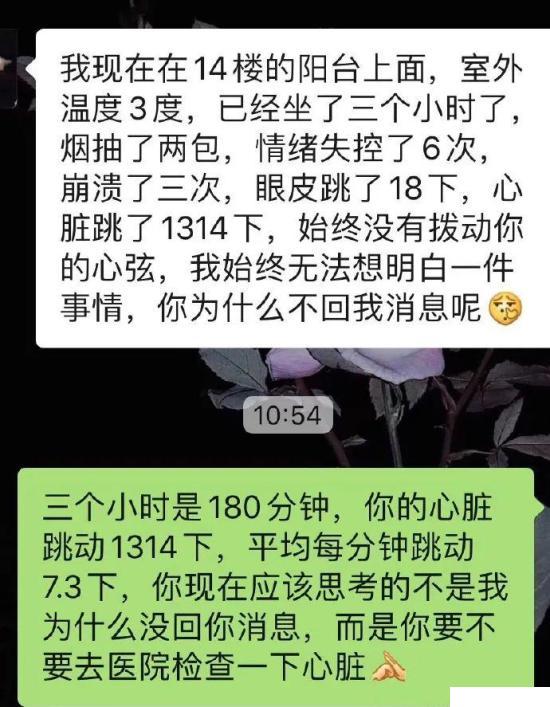 我现在在14楼的阳台上面，室外
温度3度，已经坐了三个小时了，
烟抽了两包，情绪失控了6次，
崩溃了三次，眼皮跳了18下，心
脏跳了1314下，始终没有拨动你
的心弦，我始终无法想明白一件
事情，你为什么不回我消息呢
10:54
三个小时是180分钟，你的心脏
跳动1314下，平均每分钟跳动
7.3下，你现在应该思考的不是我
为什么没回你消息，而是你要不
要去医院检查一下心脏